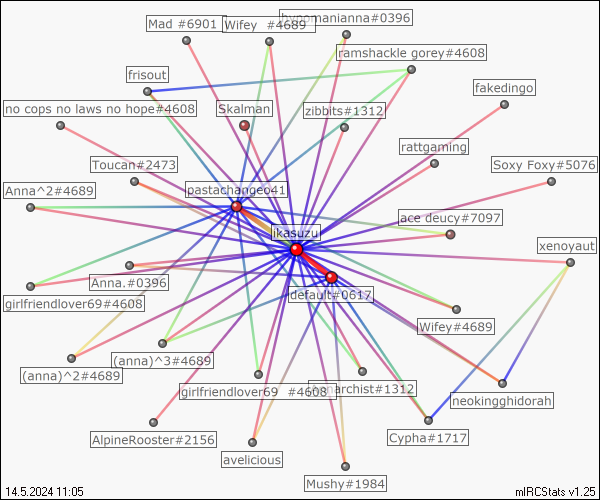 hypomanianna#0396
Mad #6901
Wifey  #4689
ramshackle gorey#4608
frisout
fakedingo
no cops no laws no hope#4608
Skalman
zibbits#1312
rattgaming
Toucan#2473
Soxy Foxy#5076
Anna^2#4689
pastachangeo41
ace deucy#7097
ikasuzu
xenoyaut
Anna.#0396
default#0617
girlfriendlover69#4608
Wifey#4689
(anna)^3#4689
(anna)^2#4689
girlfriendlover69  #4608
archist#1312
neokingghidorah
AlpineRooster#2156
Cypha#1717
avelicious
Mushy#1984
14.5.2024 11:05
mIRCStats v1.25